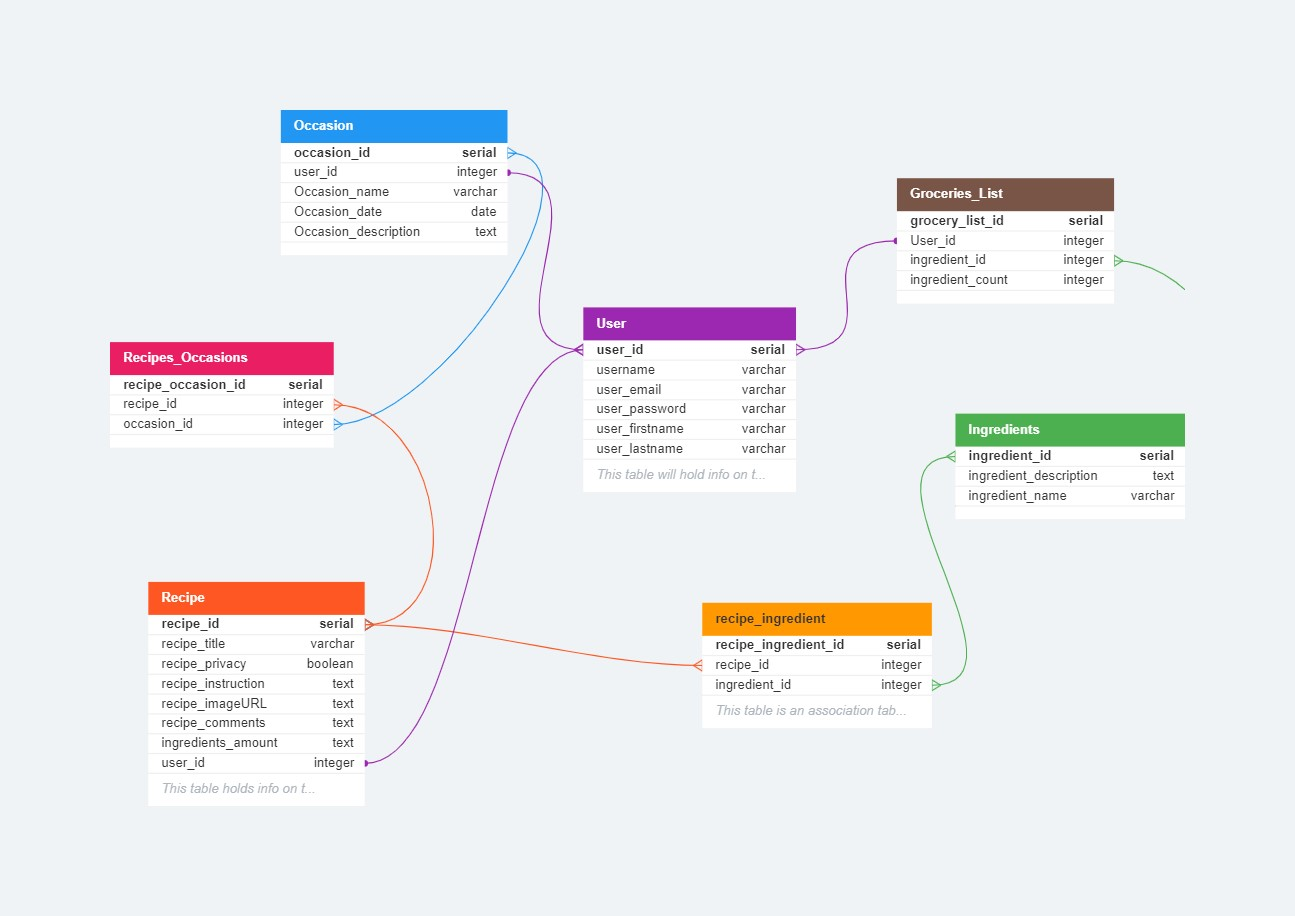 Occasion
occasion_id serial
user_id integer
Occasion_name varchar
Occasion_date date
Occasion_description text
Groceries_List
grocery_list_id serial
User_id integer
ingredient_id integer
ingredient_count integer
User
user_id serial
username varchar
user_email varchar
user_password varchar
user_firstname varchar
user_lastname varchar
This table will hold info on t...
Recipes_Occasions
recipe_occasion_id serial
recipe_id integer
occasion_id integer
Ingredients
ingredient_id serial
ingredient_description text
ingredient_name varchar
Recipe
recipe_id serial
recipe_title varchar
recipe_privacy boolean
recipe_instruction text
recipe_imageURL text
recipe_comments text
ingredients_amount text
user_id integer
This table holds info on t...
recipe_ingredient
recipe_ingredient_id serial
recipe_id integer
ingredient_id integer
This table is an association tab...